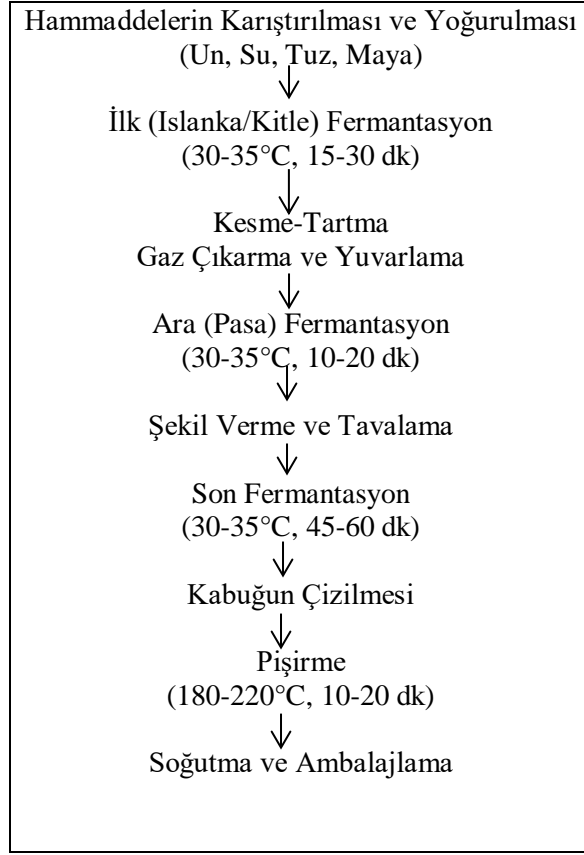 Hammaddelerin Karıştırılması ve Yoğurulması
(Un, Su, Tuz, Maya)
İlk (Islanka/Kitle) Fermantasyon
(30-35°C, 15-30 dk)
Kesme-Tartma
Gaz Çıkarma ve Yuvarlama
Ara (Pasa) Fermantasyon
(30-35°C, 10-20 dk)
Şekil Verme ve Tavalama
Son Fermantasyon
(30-35°C, 45-60 dk)
Kabuğun Çizilmesi
Pişirme
(180-220°C, 10-20 dk)
Soğutma ve Ambalajlama